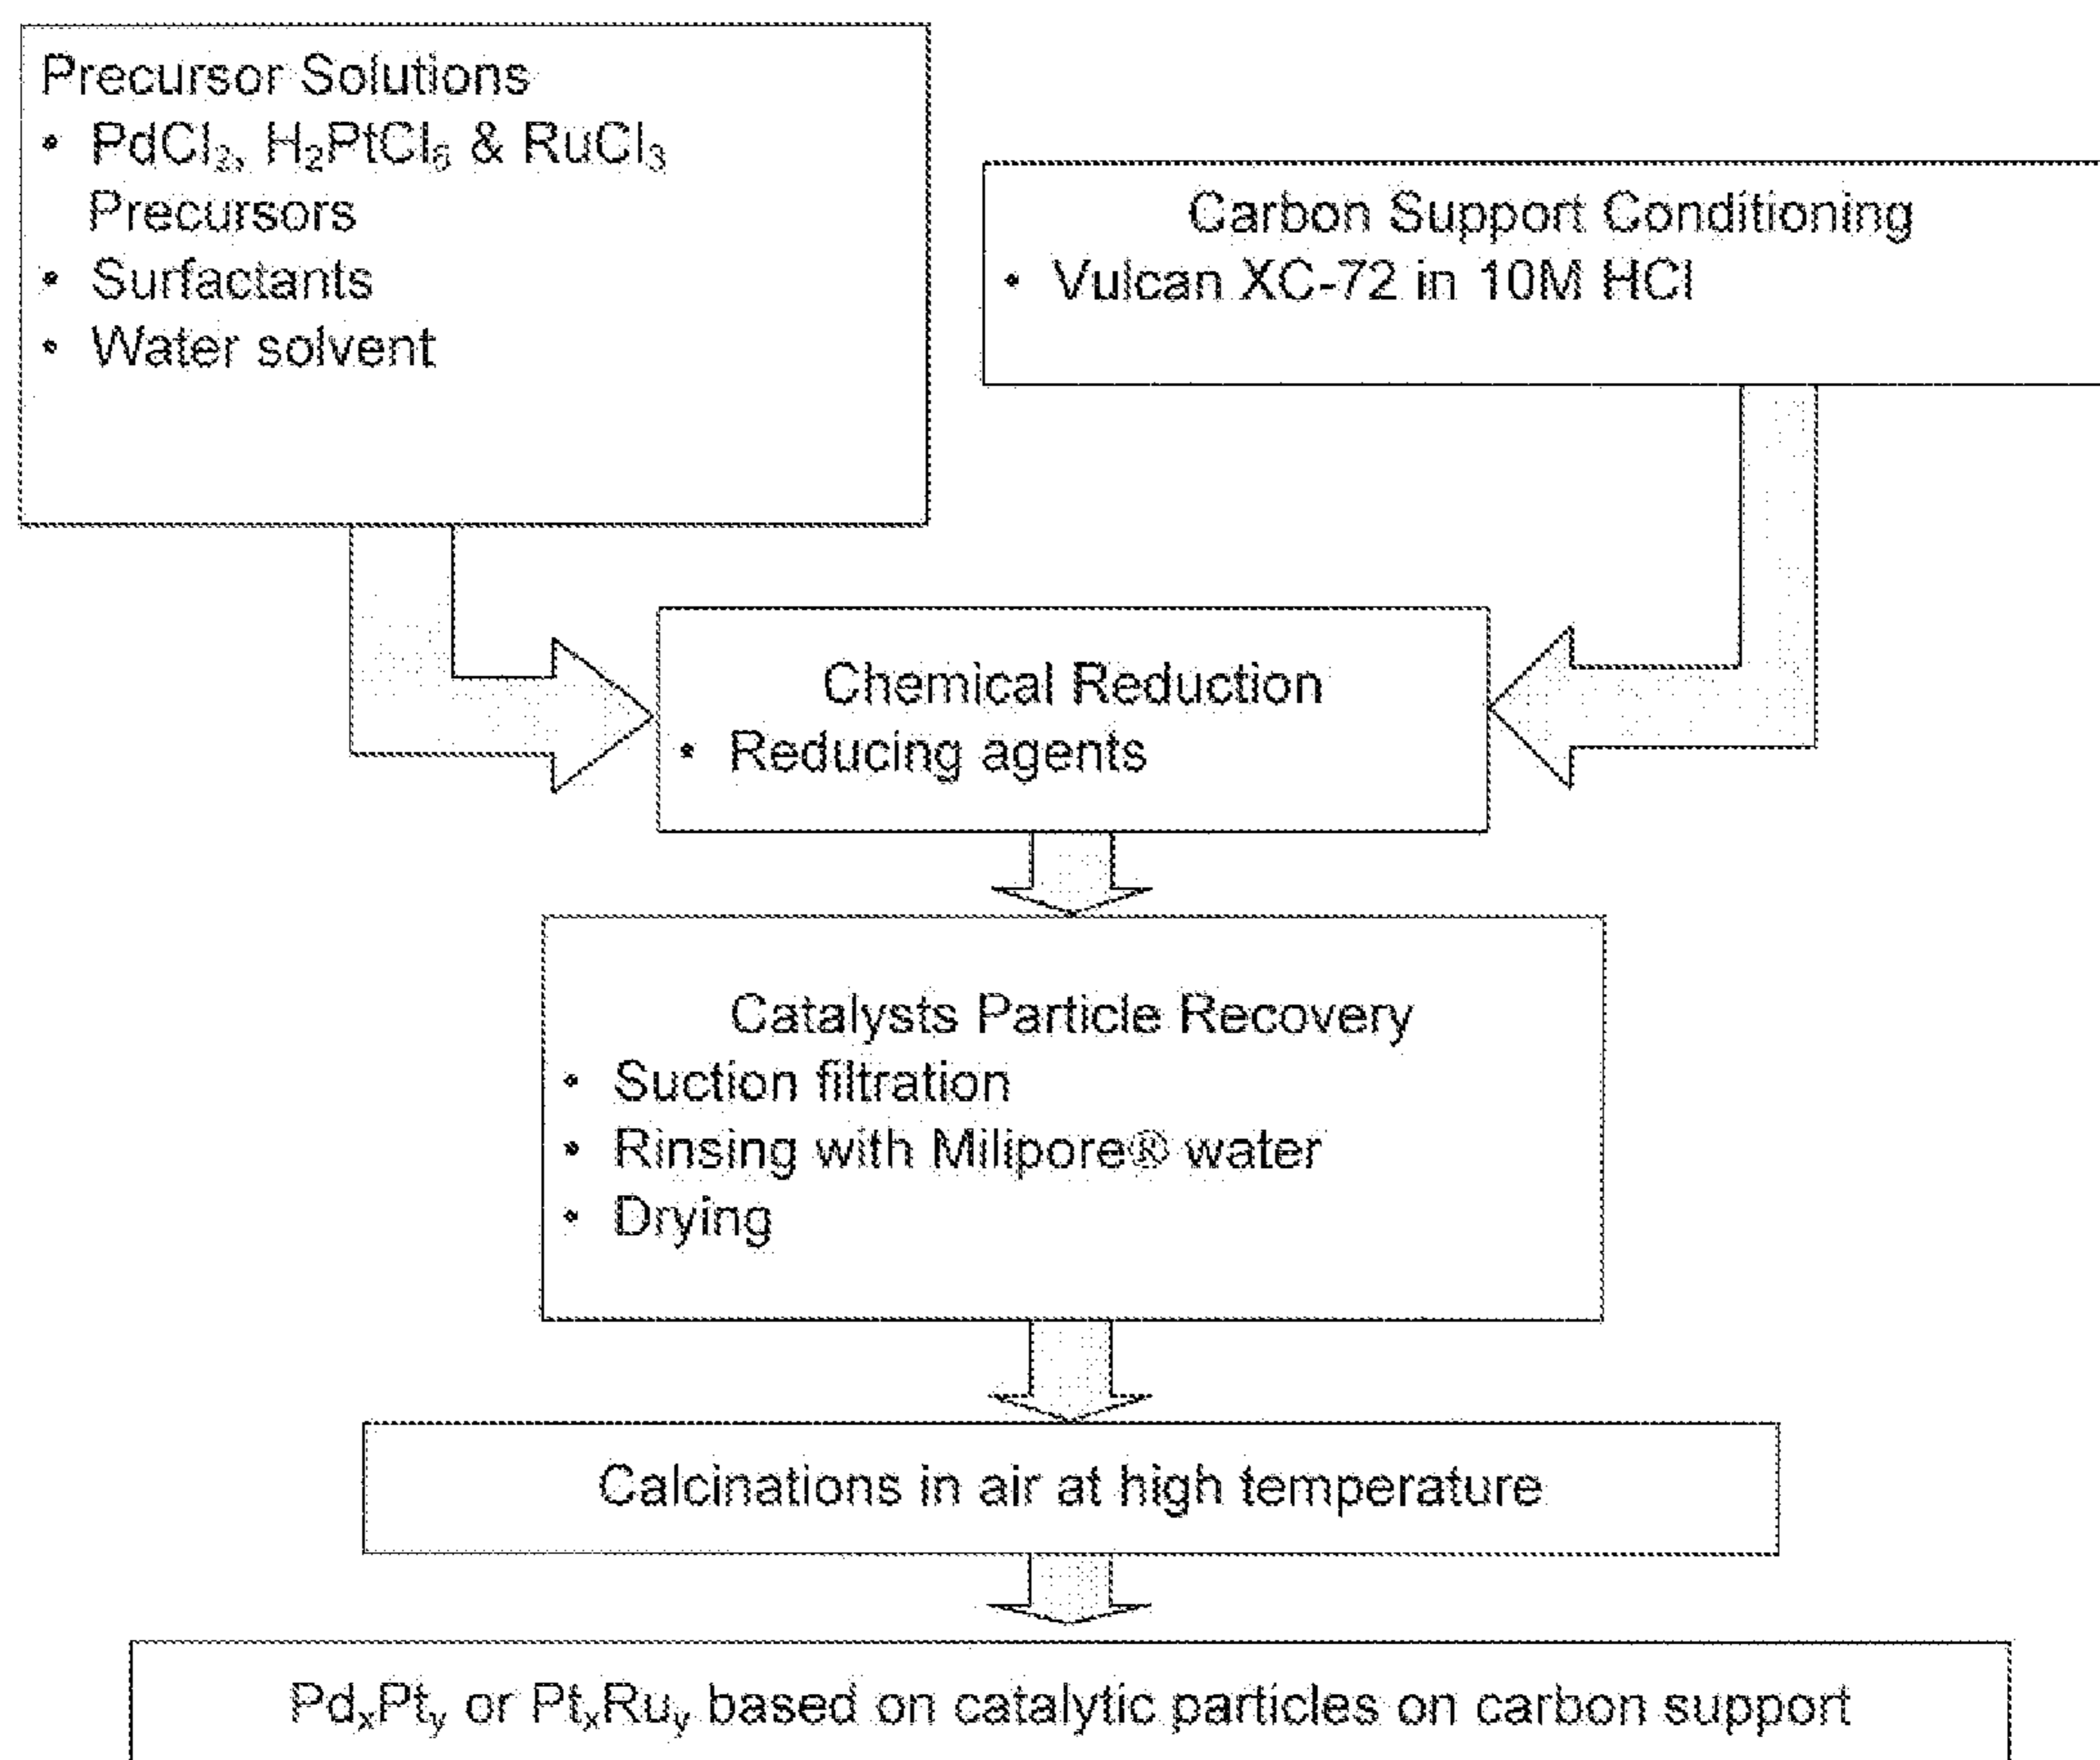 Precursor Solutions
• PdCl₂, H₂PtCl₆ & RuCl₃
Precursors
• Surfactants
• Water solvent
Carbon Support Conditioning
• Vulcan XC-72 in 10M HCl
Chemical Reduction
• Reducing agents
Catalysts Particle Recovery
• Suction filtration
• Rinsing with Milipore® water
• Drying
Calcinations in air at high temperature
PdₓPtᵧ or PtₓRuᵧ based on catalytic particles on carbon support